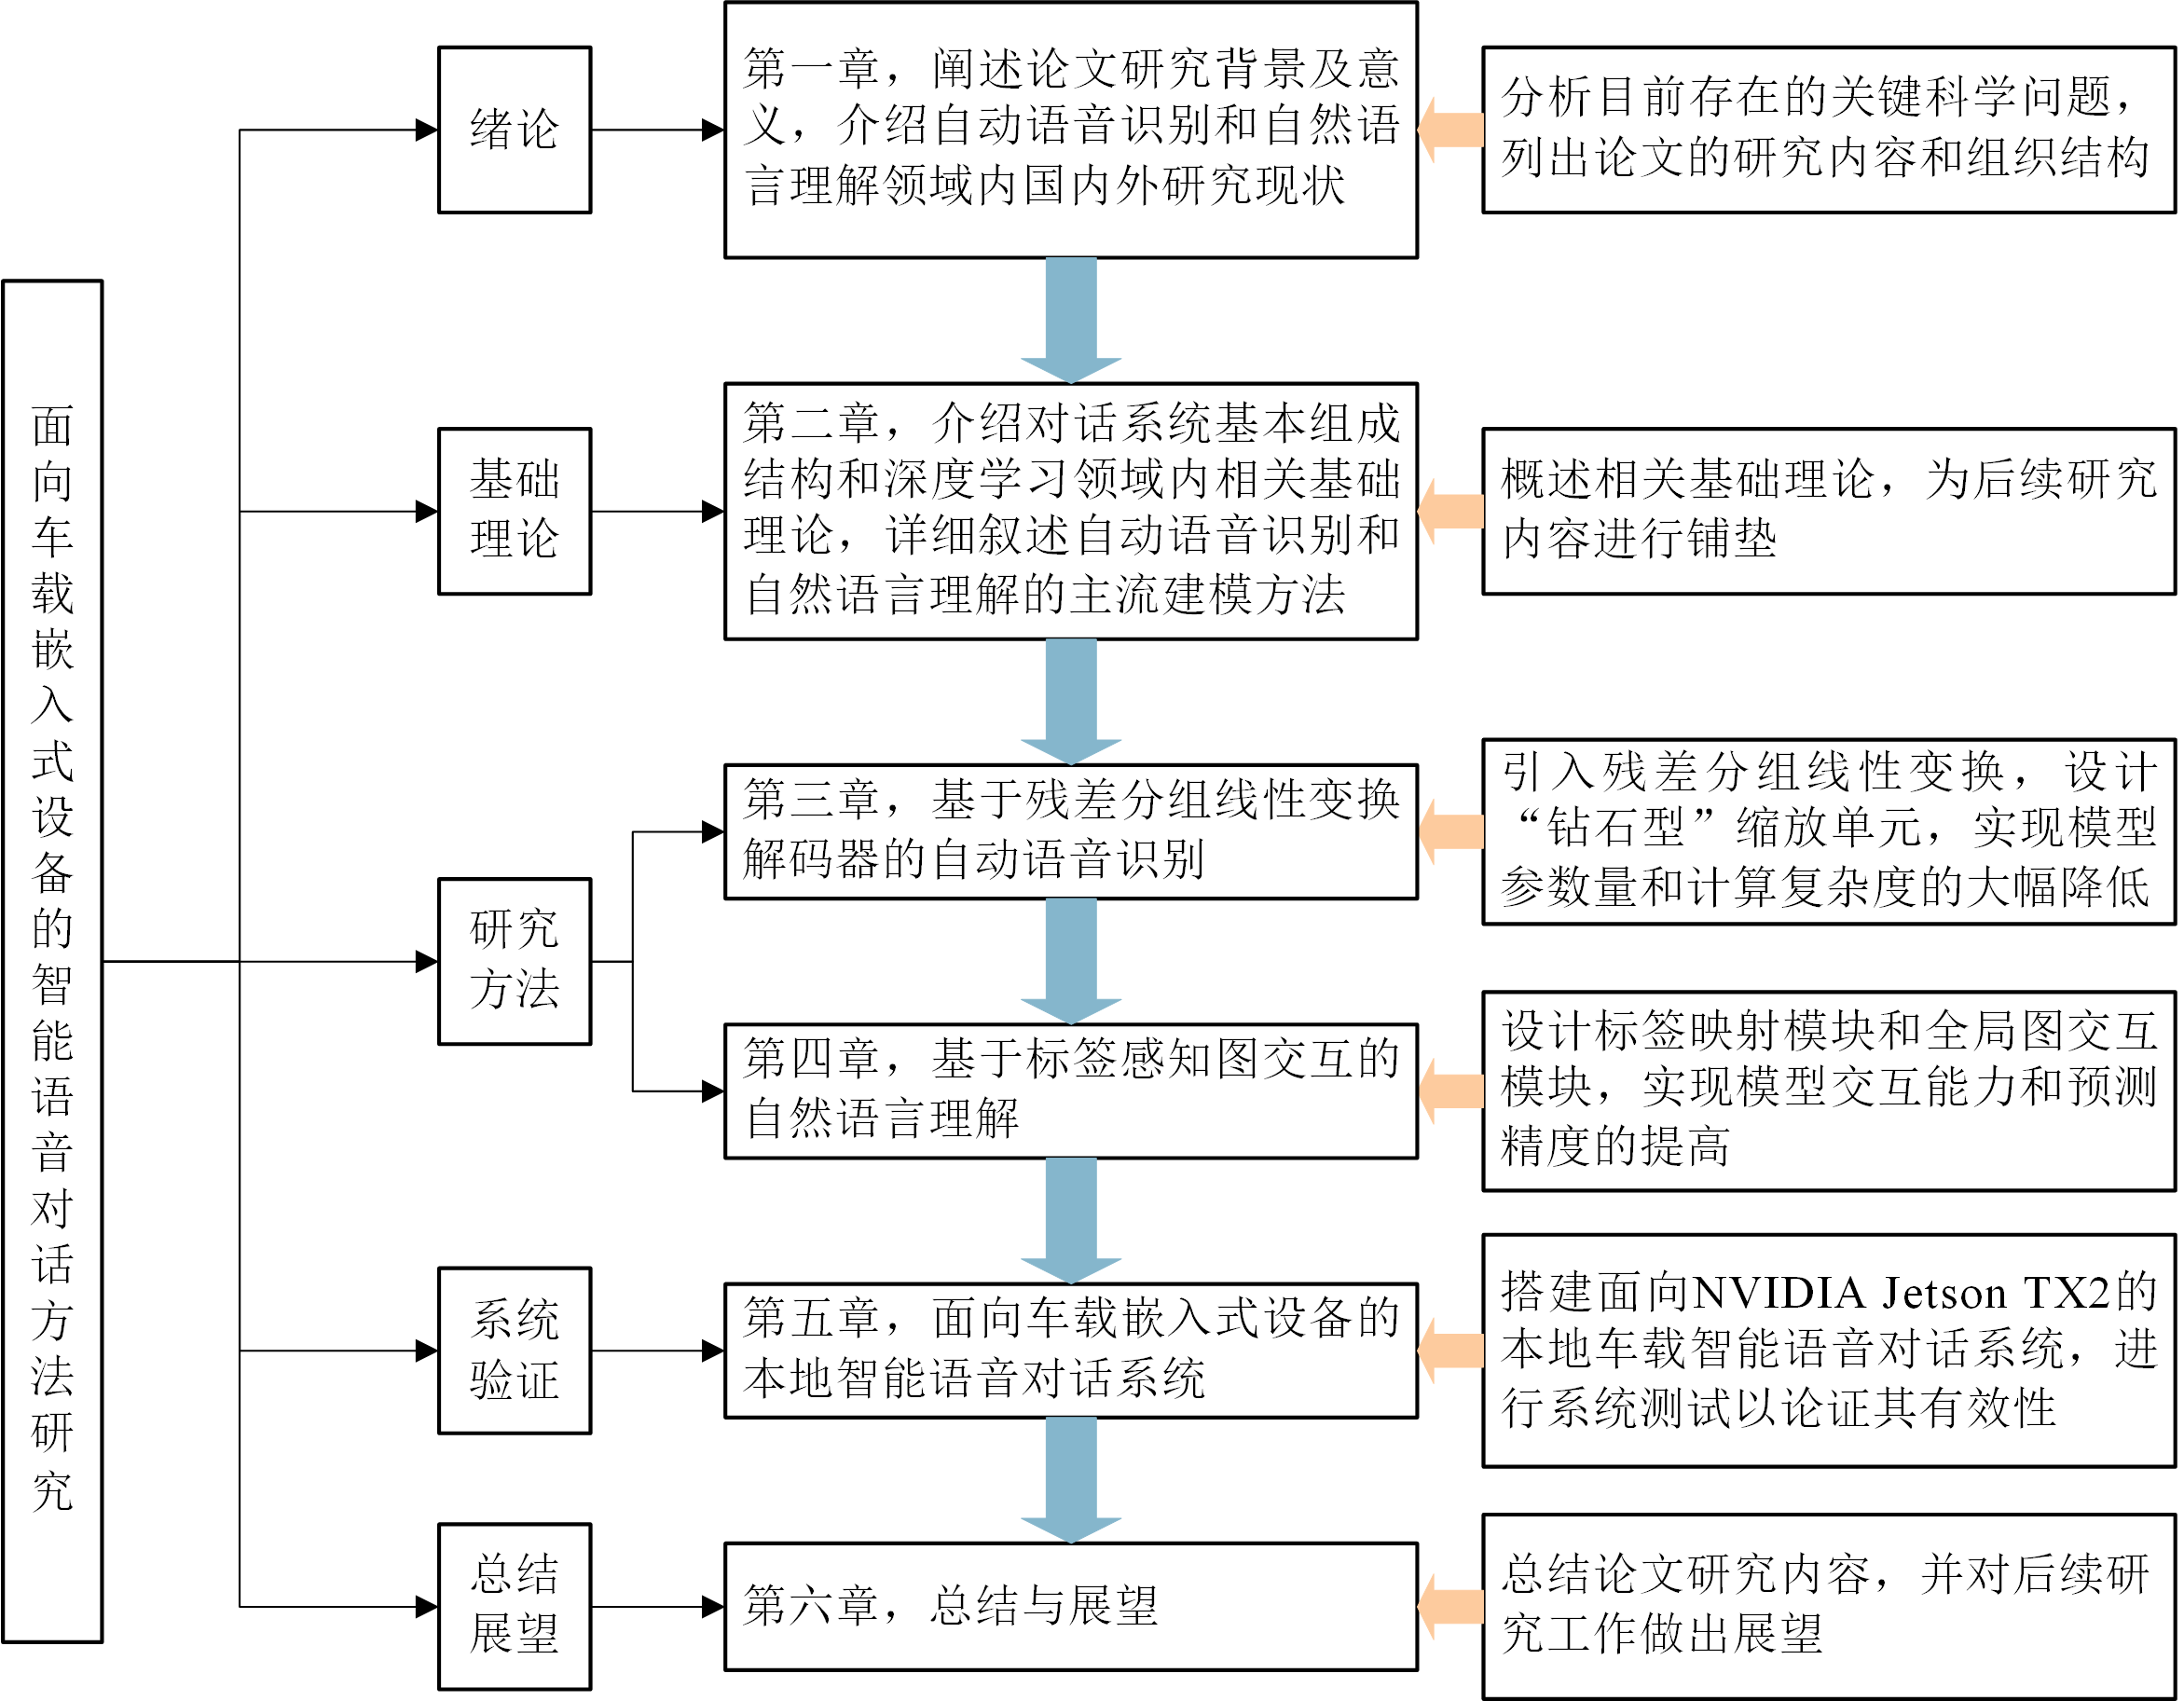 面向车载嵌入式设备的智能语音对话方法研究
绪论
第一章，阐述论文研究背景及意
义，介绍自动语音识别和自然语
言理解领域内国内外研究现状
分析目前存在的关键科学问题，
列出论文的研究内容和组织结构
基础
理论
第二章，介绍对话系统基本组成
结构和深度学习领域内相关基础
理论，详细叙述自动语音识别和
自然语言理解的主流建模方法
概述相关基础理论，为后续研究
内容进行铺垫
研究
方法
第三章，基于残差分组线性变换
解码器的自动语音识别
引入残差分组线性变换，设计
“钻石型”缩放单元，实现模型
参数量和计算复杂度的大幅降低
第四章，基于标签感知图交互的
自然语言理解
设计标签映射模块和全局图交互
模块，实现模型交互能力和预测
精度的提高
系统
验证
第五章，面向车载嵌入式设备的
本地智能语音对话系统
搭建面向NVIDIA Jetson TX2的
本地车载智能语音对话系统，进
行系统测试以论证其有效性
总结
展望
第六章，总结与展望
总结论文研究内容，并对后续研
究工作做出展望